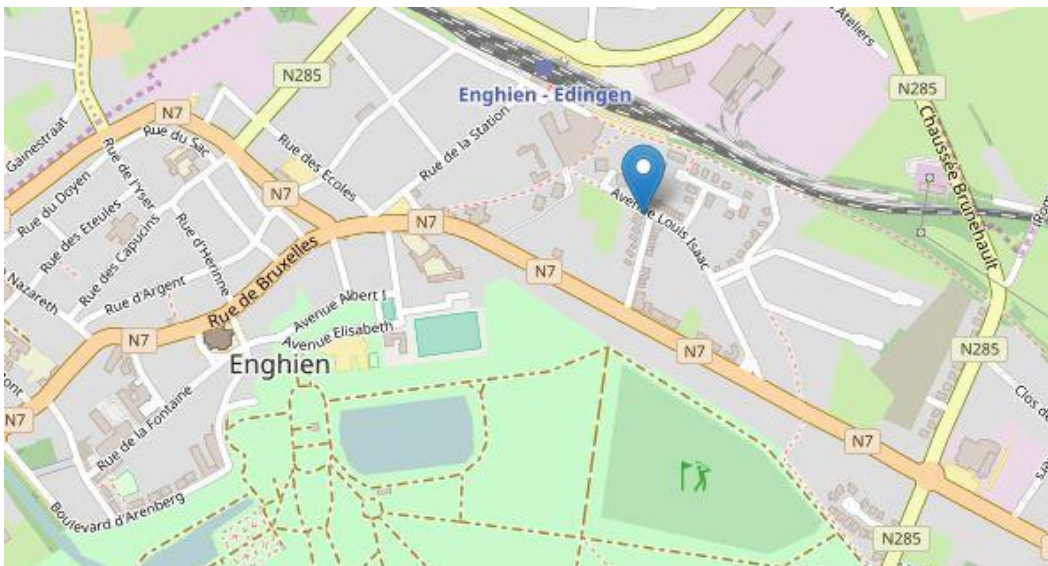 Ateliers
N285
N285
Enghien - Edingen
Chaussée Brunehault
Gainestraat
N7
Rue du Sac
Rue des Ecoles
Rue de la Station
Rue de l'Yser
Rue du Doyen
N7
Avenue Louis Isaac
Rue des Eteules
Rue des Capucins
Rue d'Herinne
N7
Rue de Bruxelles
N7
Nazareth
Rue d'Argent
Avenue Albert I
N7
Avenue Elisabeth
N7
N285
Enghien
Clos de
N7
Rue de la Fontaine
N7
Boulevard d'Arenberg
N285